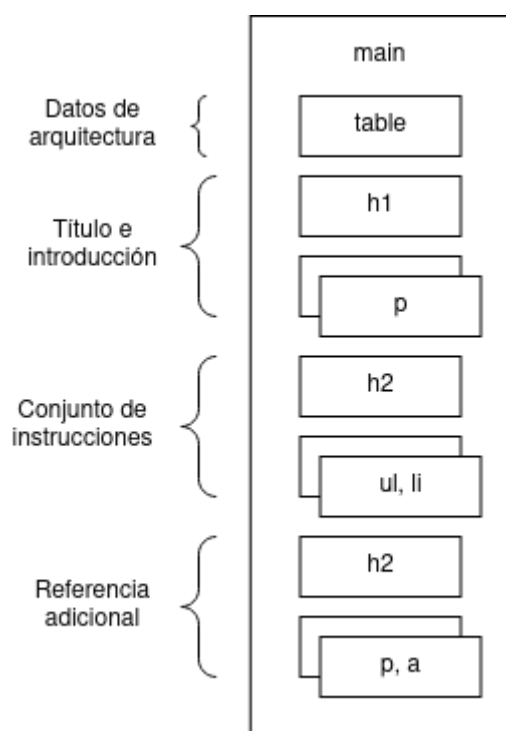 main
Datos de
arquitectura
table
Título e
introducción
h1
p
Conjunto de
instrucciones
h2
ul, li
Referencia
adicional
h2
p, a